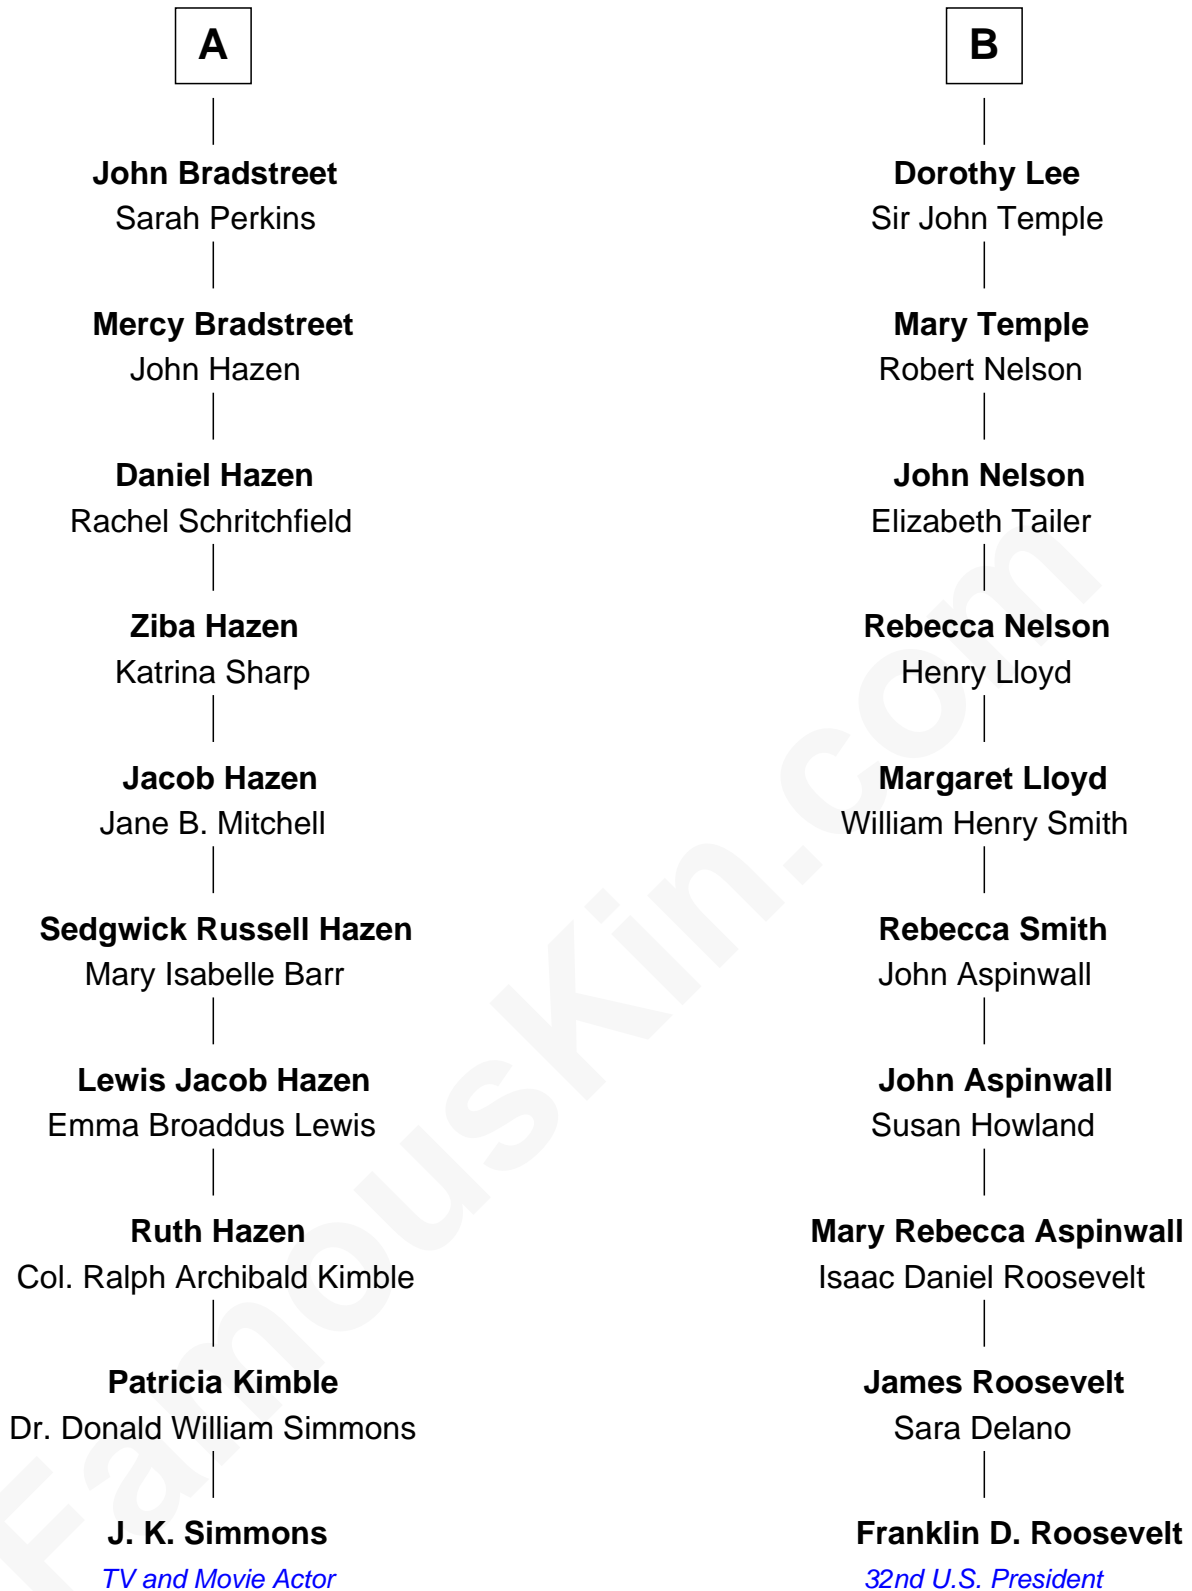 A
John Bradstreet
Sarah Perkins
Mercy Bradstreet
John Hazen
Daniel Hazen
Rachel Schritchfield
Ziba Hazen
Katrina Sharp
Jacob Hazen
Jane B. Mitchell
Sedgwick Russell Hazen
Mary Isabelle Barr
Lewis Jacob Hazen
Emma Broaddus Lewis
Ruth Hazen
Col. Ralph Archibald Kimble
Patricia Kimble
Dr. Donald William Simmons
J. K. Simmons
TV and Movie Actor
B
Dorothy Lee
Sir John Temple
Mary Temple
Robert Nelson
John Nelson
Elizabeth Tailer
Rebecca Nelson
Henry Lloyd
Margaret Lloyd
William Henry Smith
Rebecca Smith
John Aspinwall
John Aspinwall
Susan Howland
Mary Rebecca Aspinwall
Isaac Daniel Roosevelt
James Roosevelt
Sara Delano
Franklin D. Roosevelt
32nd U.S. President
FamousKin.com